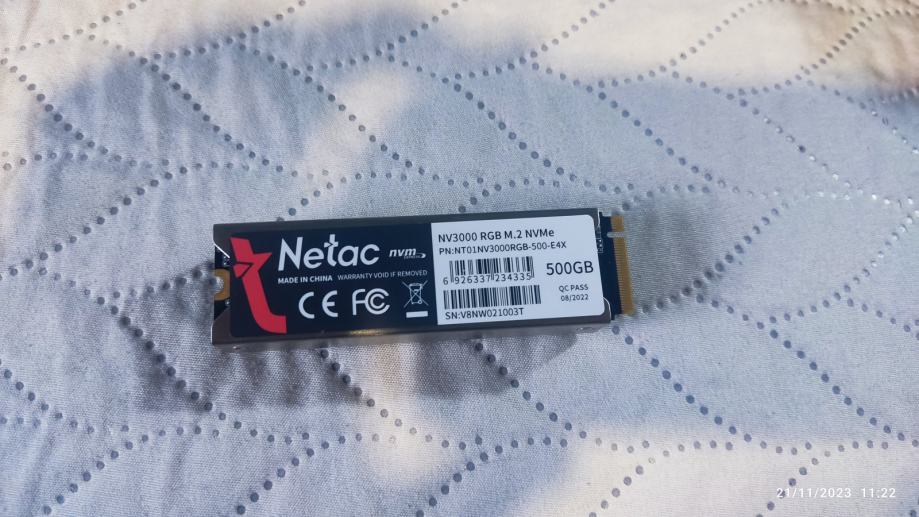 Netac
nvm
EXPRESS
MADE IN CHINA WARRANTY VOID IF REMOVED
CE FC
NV3000 RGB M.2 NVMe
PN:NT01NV3000RGB-500-E4X
6 926337 234335
500GB
QC PASS
08/2022
SN:V8NW021003T
21/11/2023 11:22